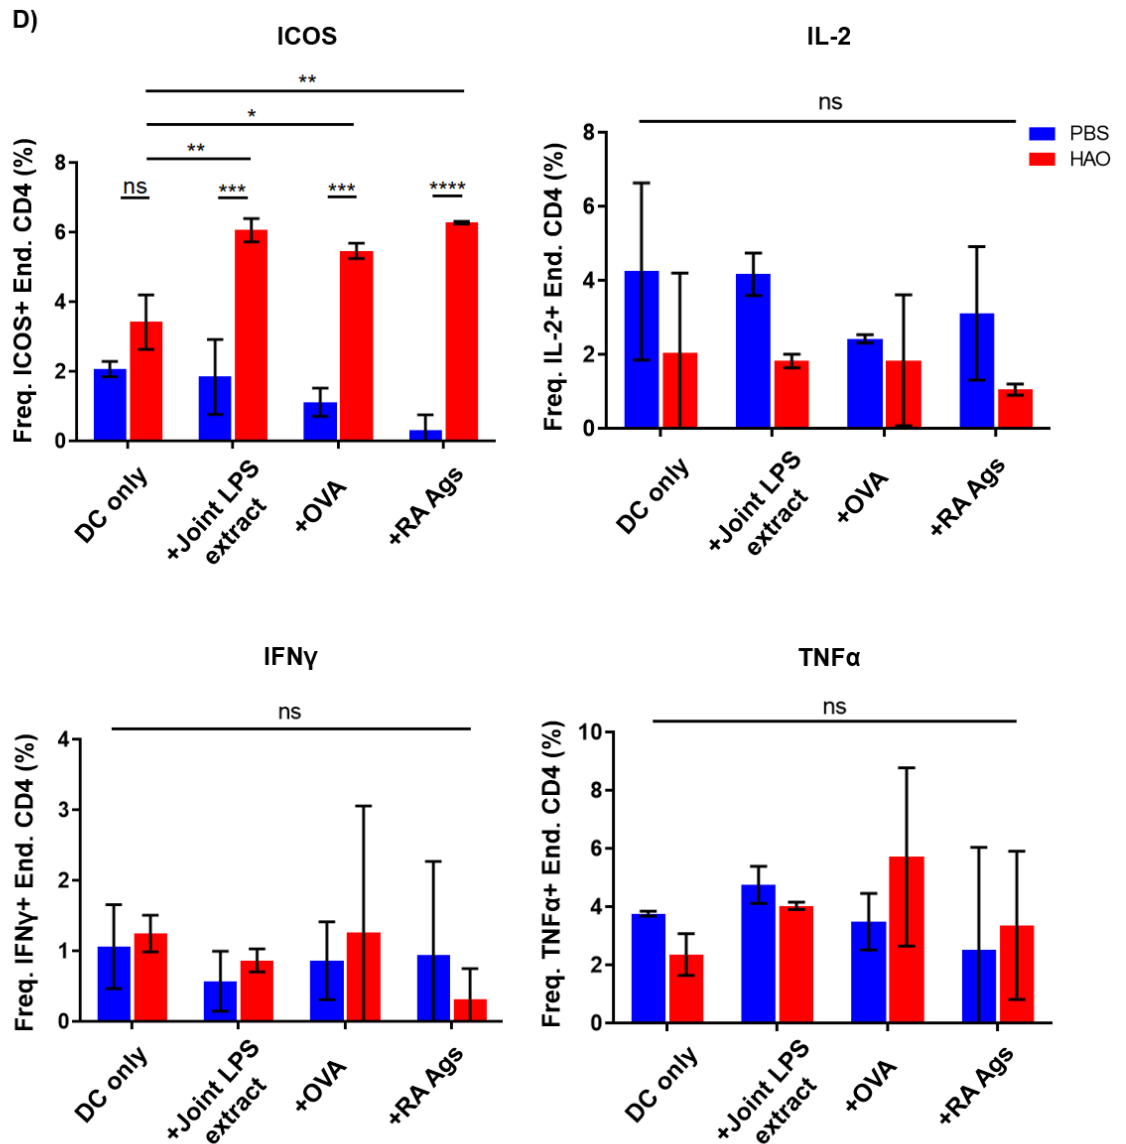 D)
ICOS
**
*
**
ns
***
***
****
Freq. ICOS+ End. CD4 (%)
8
6
4
2
0
DC only
+Joint LPS
extract
+OVA
+RA Ags
IL-2
ns
PBS
HAO
Freq. IL-2+ End. CD4 (%)
8
6
4
2
0
DC only
+Joint LPS
extract
+OVA
+RA Ags
IFNγ
ns
Freq. IFNγ+ End. CD4 (%)
4
3
2
1
0
DC only
+Joint LPS
extract
+OVA
+RA Ags
TNFα
ns
Freq. TNFα+ End. CD4 (%)
10
8
6
4
2
0
DC only
+Joint LPS
extract
+OVA
+RA Ags